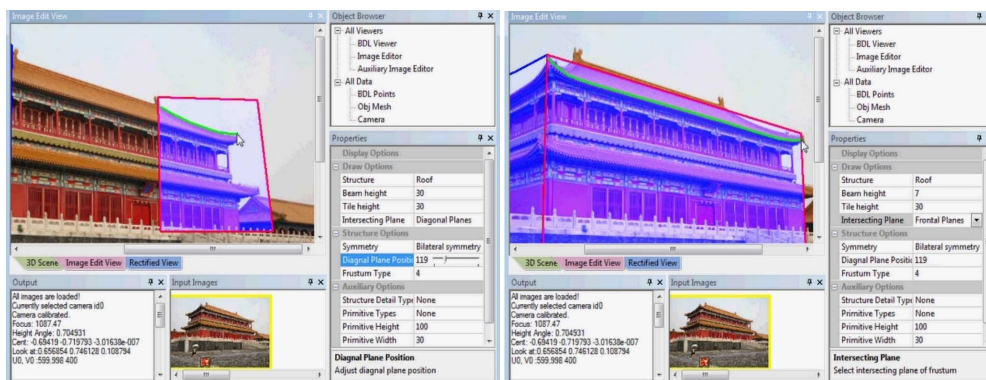 Image Edit View
Object Browser
All Viewers
BDL Viewer
Image Editor
Auxiliary Image Editor
All Data
BDL Points
Obj Mesh
Camera
Properties
Display Options
Draw Options
Structure Roof
Beam height 30
Tile height 30
Intersecting Plane Diagonal Planes
Structure Options
Symmetry Bilateral symmetry
Diagnal Plane Positic 119
Frustum Type 4
Auxiliary Options
Structure Detail Type None
Primitive Types None
Primitive Height 100
Primitive Width 30
Diagnal Plane Position
Adjust diagnal plane position
3D Scene Image Edit View Rectified View
Output
All images are loaded!
Currently selected camera id0
Camera calibrated.
Focus: 1087.47
Height Angle: 0.704931
Cent: -0.69419 -0.719793 -3.01638e-007
Look at:0.656854 0.746128 0.108794
U0, V0 :599.998 400
Input Images
Image Edit View
Object Browser
All Viewers
BDL Viewer
Image Editor
Auxiliary Image Editor
All Data
BDL Points
Obj Mesh
Camera
Properties
Display Options
Draw Options
Structure Roof
Beam height 7
Tile height 30
Intersecting Plane Frontal Planes
Structure Options
Symmetry Bilateral symmetry
Diagnal Plane Positic 119
Frustum Type 4
Auxiliary Options
Structure Detail Type None
Primitive Types None
Primitive Height 100
Primitive Width 30
Intersecting Plane
Select intersecting plane of frustum
3D Scene Image Edit View Rectified View
Output
All images are loaded!
Currently selected camera id0
Camera calibrated.
Focus: 1087.47
Height Angle: 0.704931
Cent: -0.69419 -0.719793 -3.01638e-007
Look at:0.656854 0.746128 0.108794
U0, V0 :599.998 400
Input Images